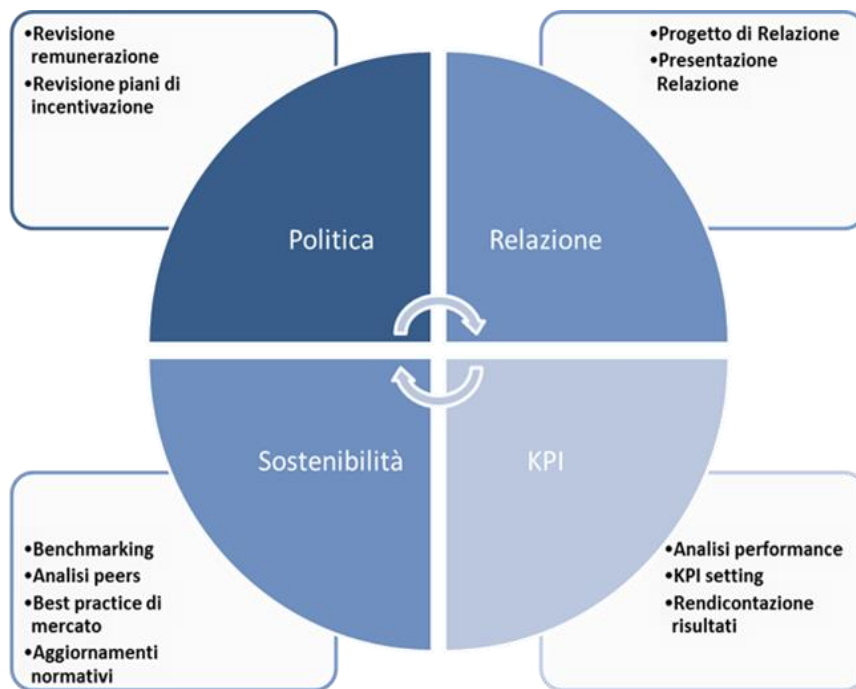 •Revisione
remunerazione
•Revisione piani di
incentivazione
•Progetto di Relazione
•Presentazione
Relazione
Politica
Relazione
Sostenibilità
KPI
•Benchmarking
•Analisi peers
•Best practice di
mercato
•Aggiornamenti
normativi
•Analisi performance
•KPI setting
•Rendicontazione
risultati